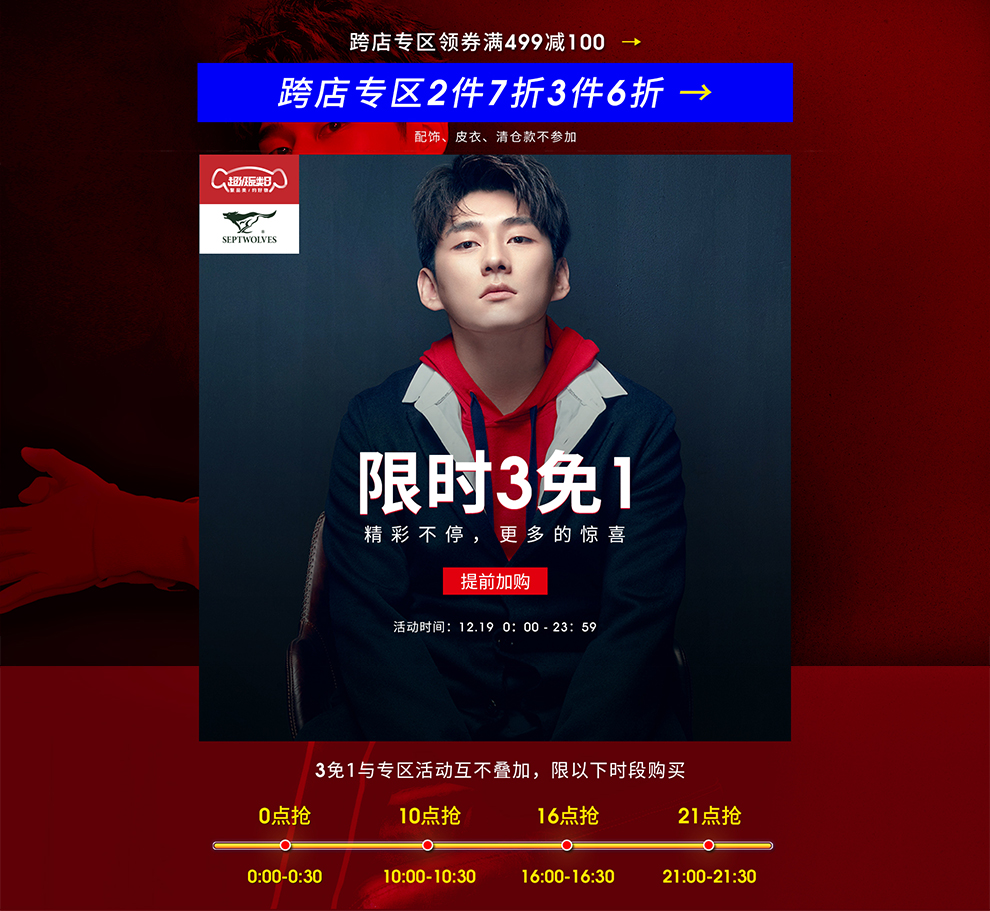 跨店专区领券满499减100 →
跨店专区2件7折3件6折 →
配饰、皮衣、清仓款不参加
超级品类日
SEPTWOLVES
限时3免1
精彩不停，更多的惊喜
提前加购
活动时间：12.19 0：00 - 23：59
3免1与专区活动互不叠加，限以下时段购买
0点抢 10点抢 16点抢 21点抢
0:00-0:30 10:00-10:30 16:00-16:30 21:00-21:30